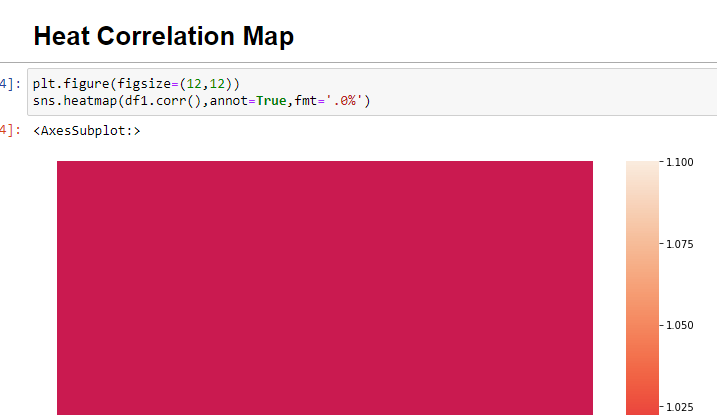 Heat Correlation Map
4]: plt.figure(figsize=(12,12))
sns.heatmap(df1.corr(),annot=True,fmt='.0%')
4]: <AxesSubplot:>
1.100
1.075
1.050
1.025